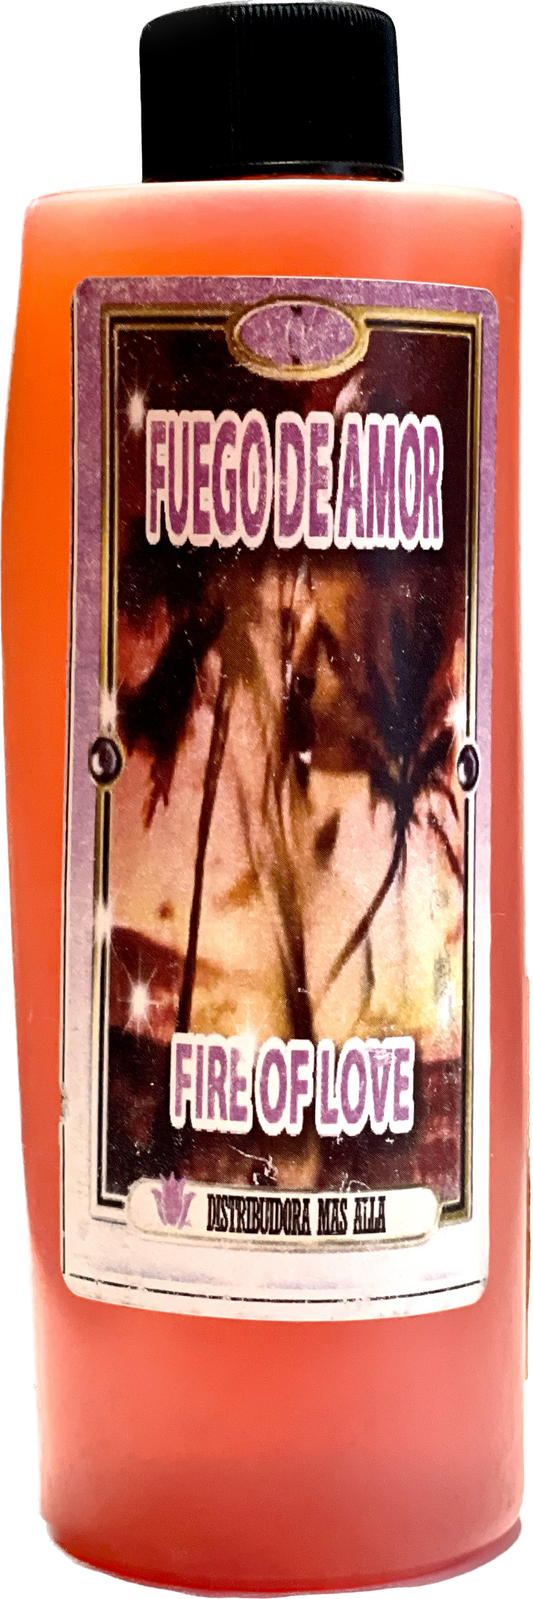 FUEGO DE AMOR
FIRE OF LOVE
DISTRIBUIDORA MAS AllA